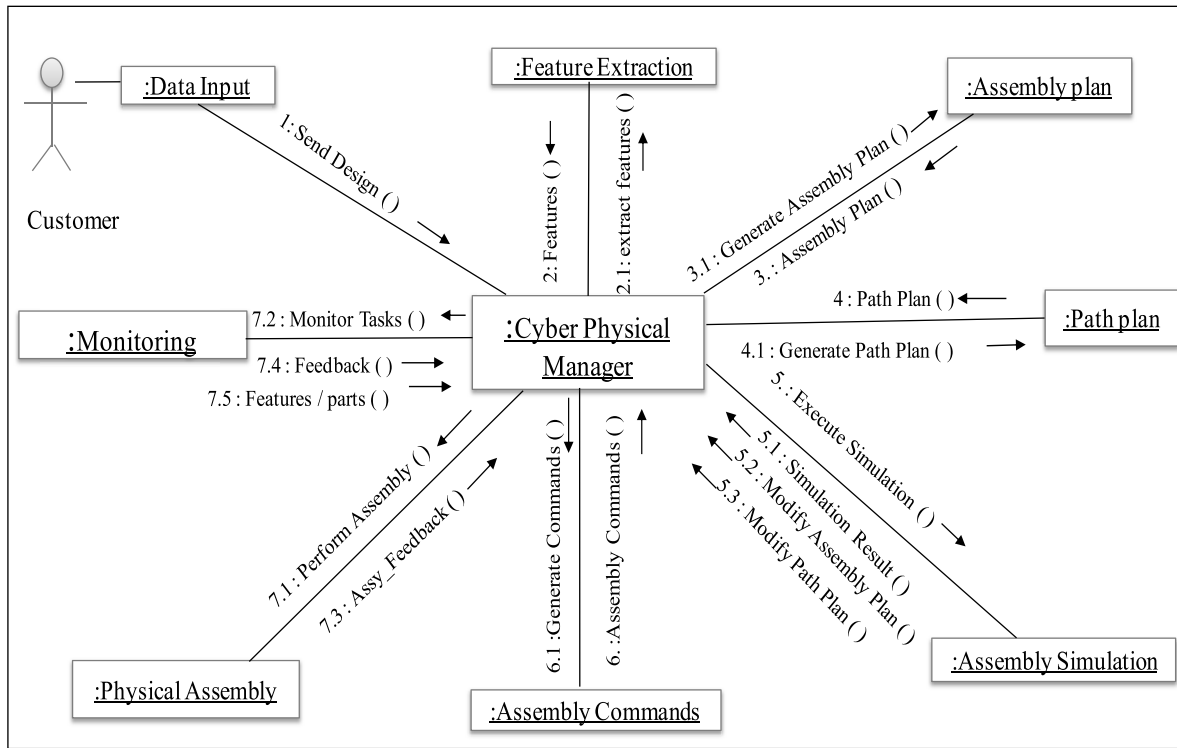 :Data Input
:Feature Extraction
:Assembly plan
Customer
1: Send Design ( )
2: Features ( )
2.1: extract features ( )
3.1: Generate Assembly Plan ( )
3. : Assembly Plan ( )
:Monitoring
7.2: Monitor Tasks ( )
7.4: Feedback ( )
7.5: Features / parts ( )
:Cyber Physical
Manager
4 : Path Plan ( )
4.1: Generate Path Plan ( )
:Path plan
5. : Execute Simulation ( )
5.1: Simulation Result ( )
5.2: Modify Assembly Plan ( )
5.3: Modify Path Plan ( )
7.1: Perform Assembly ( )
7.3 : Assy_Feedback ( )
6.1 :Generate Commands ( )
6. :Assembly Commands ( )
:Physical Assembly
:Assembly Commands
:Assembly Simulation